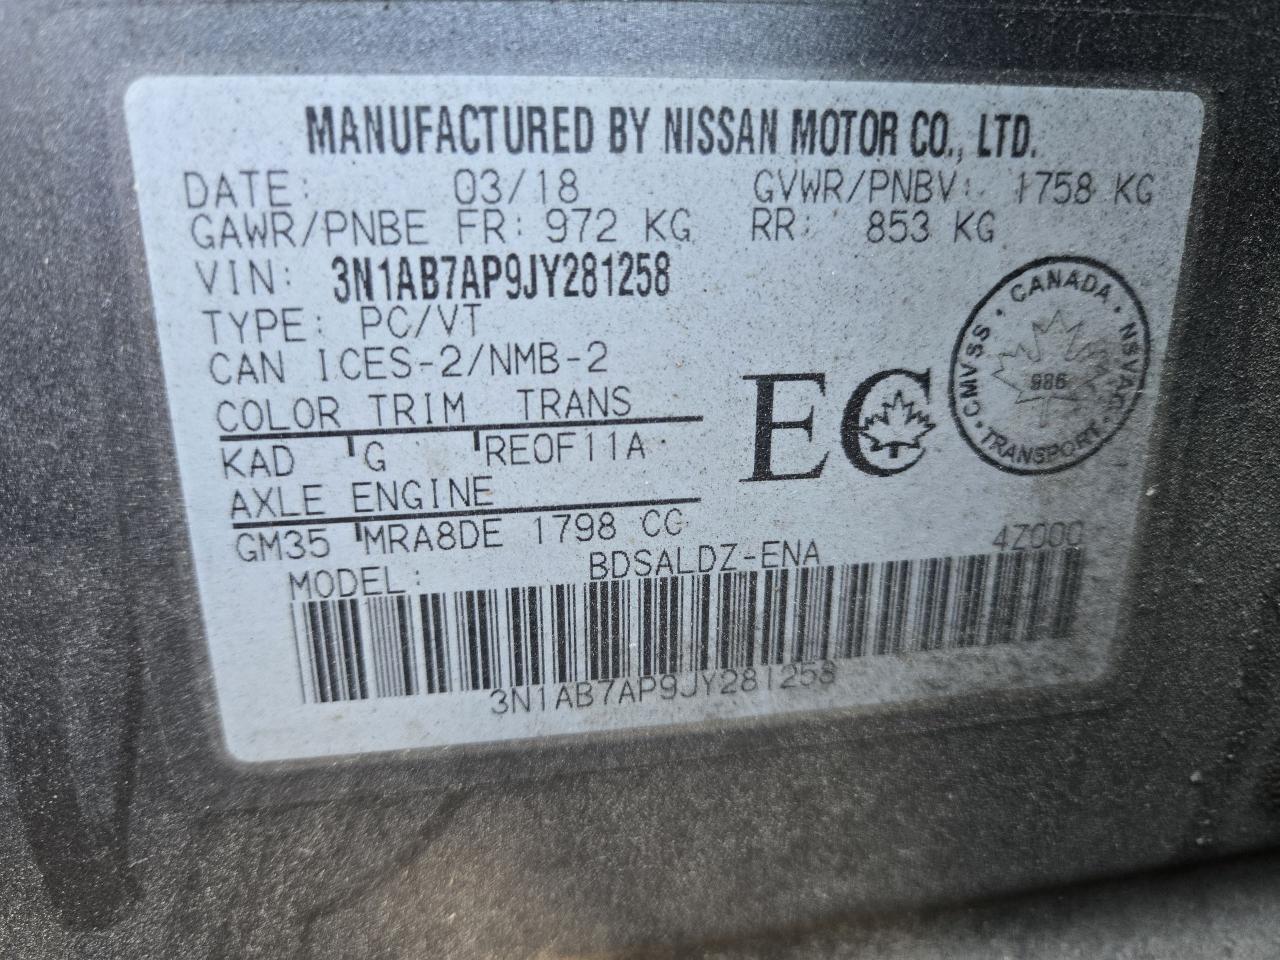 MANUFACTURED BY NISSAN MOTOR CO., LTD.
DATE: 03/18 GVWR/PNBV: 1758 KG
GAWR/PNBE FR: 972 KG RR: 853 KG
VIN: 3N1AB7AP9JY281258
TYPE: PC/VT
CAN ICES-2/NMB-2
COLOR TRIM TRANS
KAD G RE0F11A
AXLE ENGINE
GM35 MRA8DE 1798 CC
MODEL: BDSALDZ-ENA 4Z000
3N1AB7AP9JY281258
EC
CANADA
CMVSS · NSVAC
986
TRANSPORT